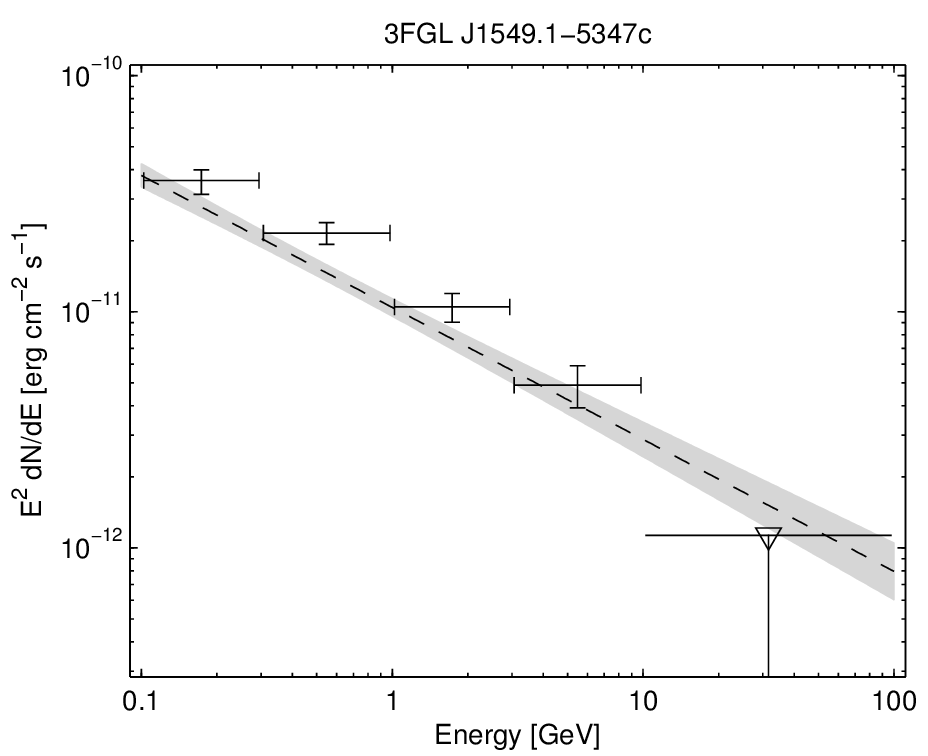 3FGL J1549.1−5347c
10⁻¹⁰
10⁻¹¹
10⁻¹²
E² dN/dE [erg cm⁻² s⁻¹]
0.1 1 10 100
Energy [GeV]